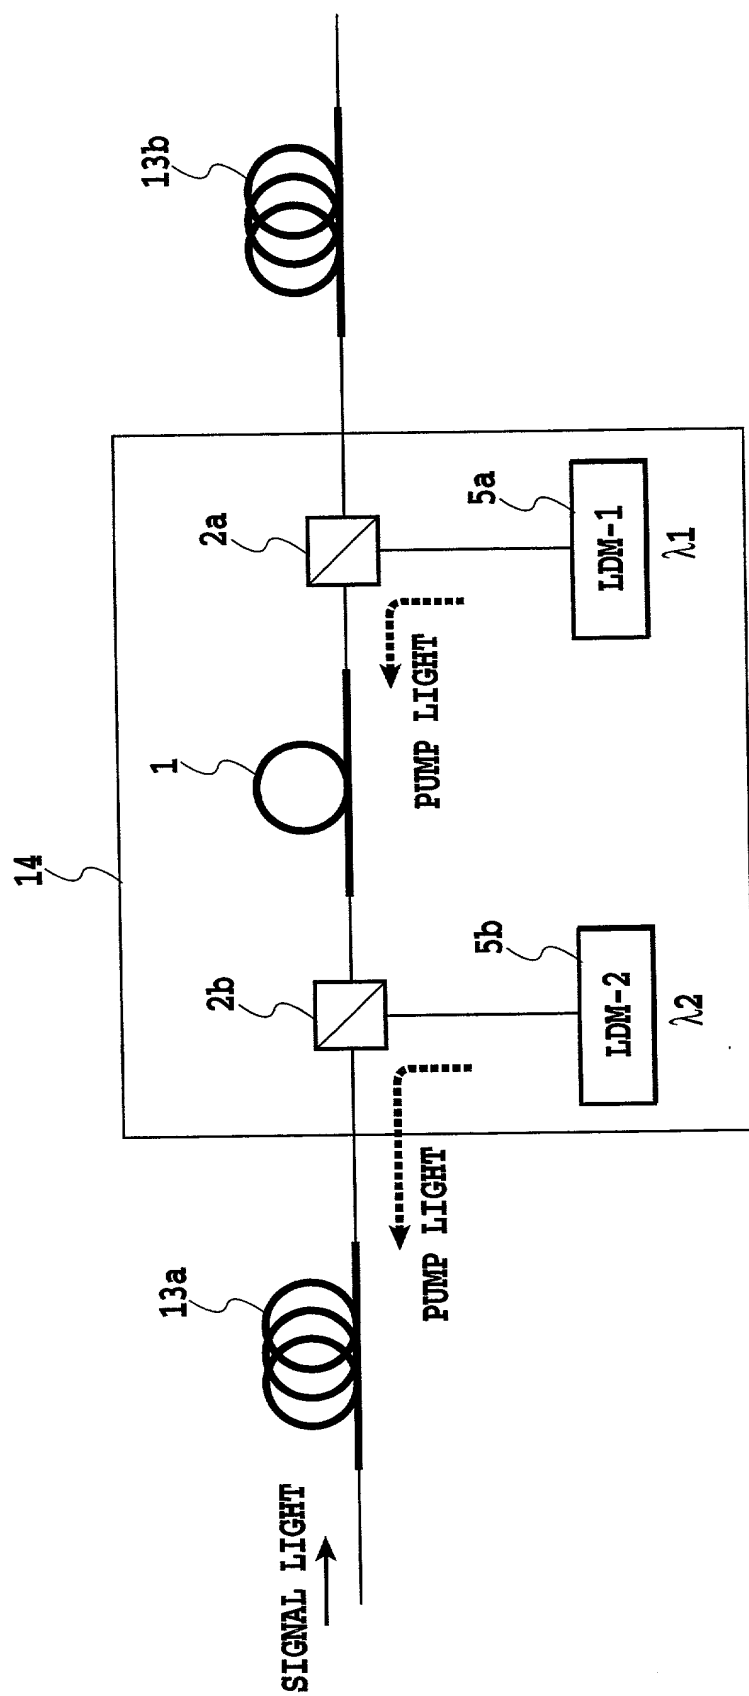 SIGNAL LIGHT
13a
PUMP LIGHT
14
2b
5b
LDM-2
λ2
1
PUMP LIGHT
2a
5a
LDM-1
λ1
13b